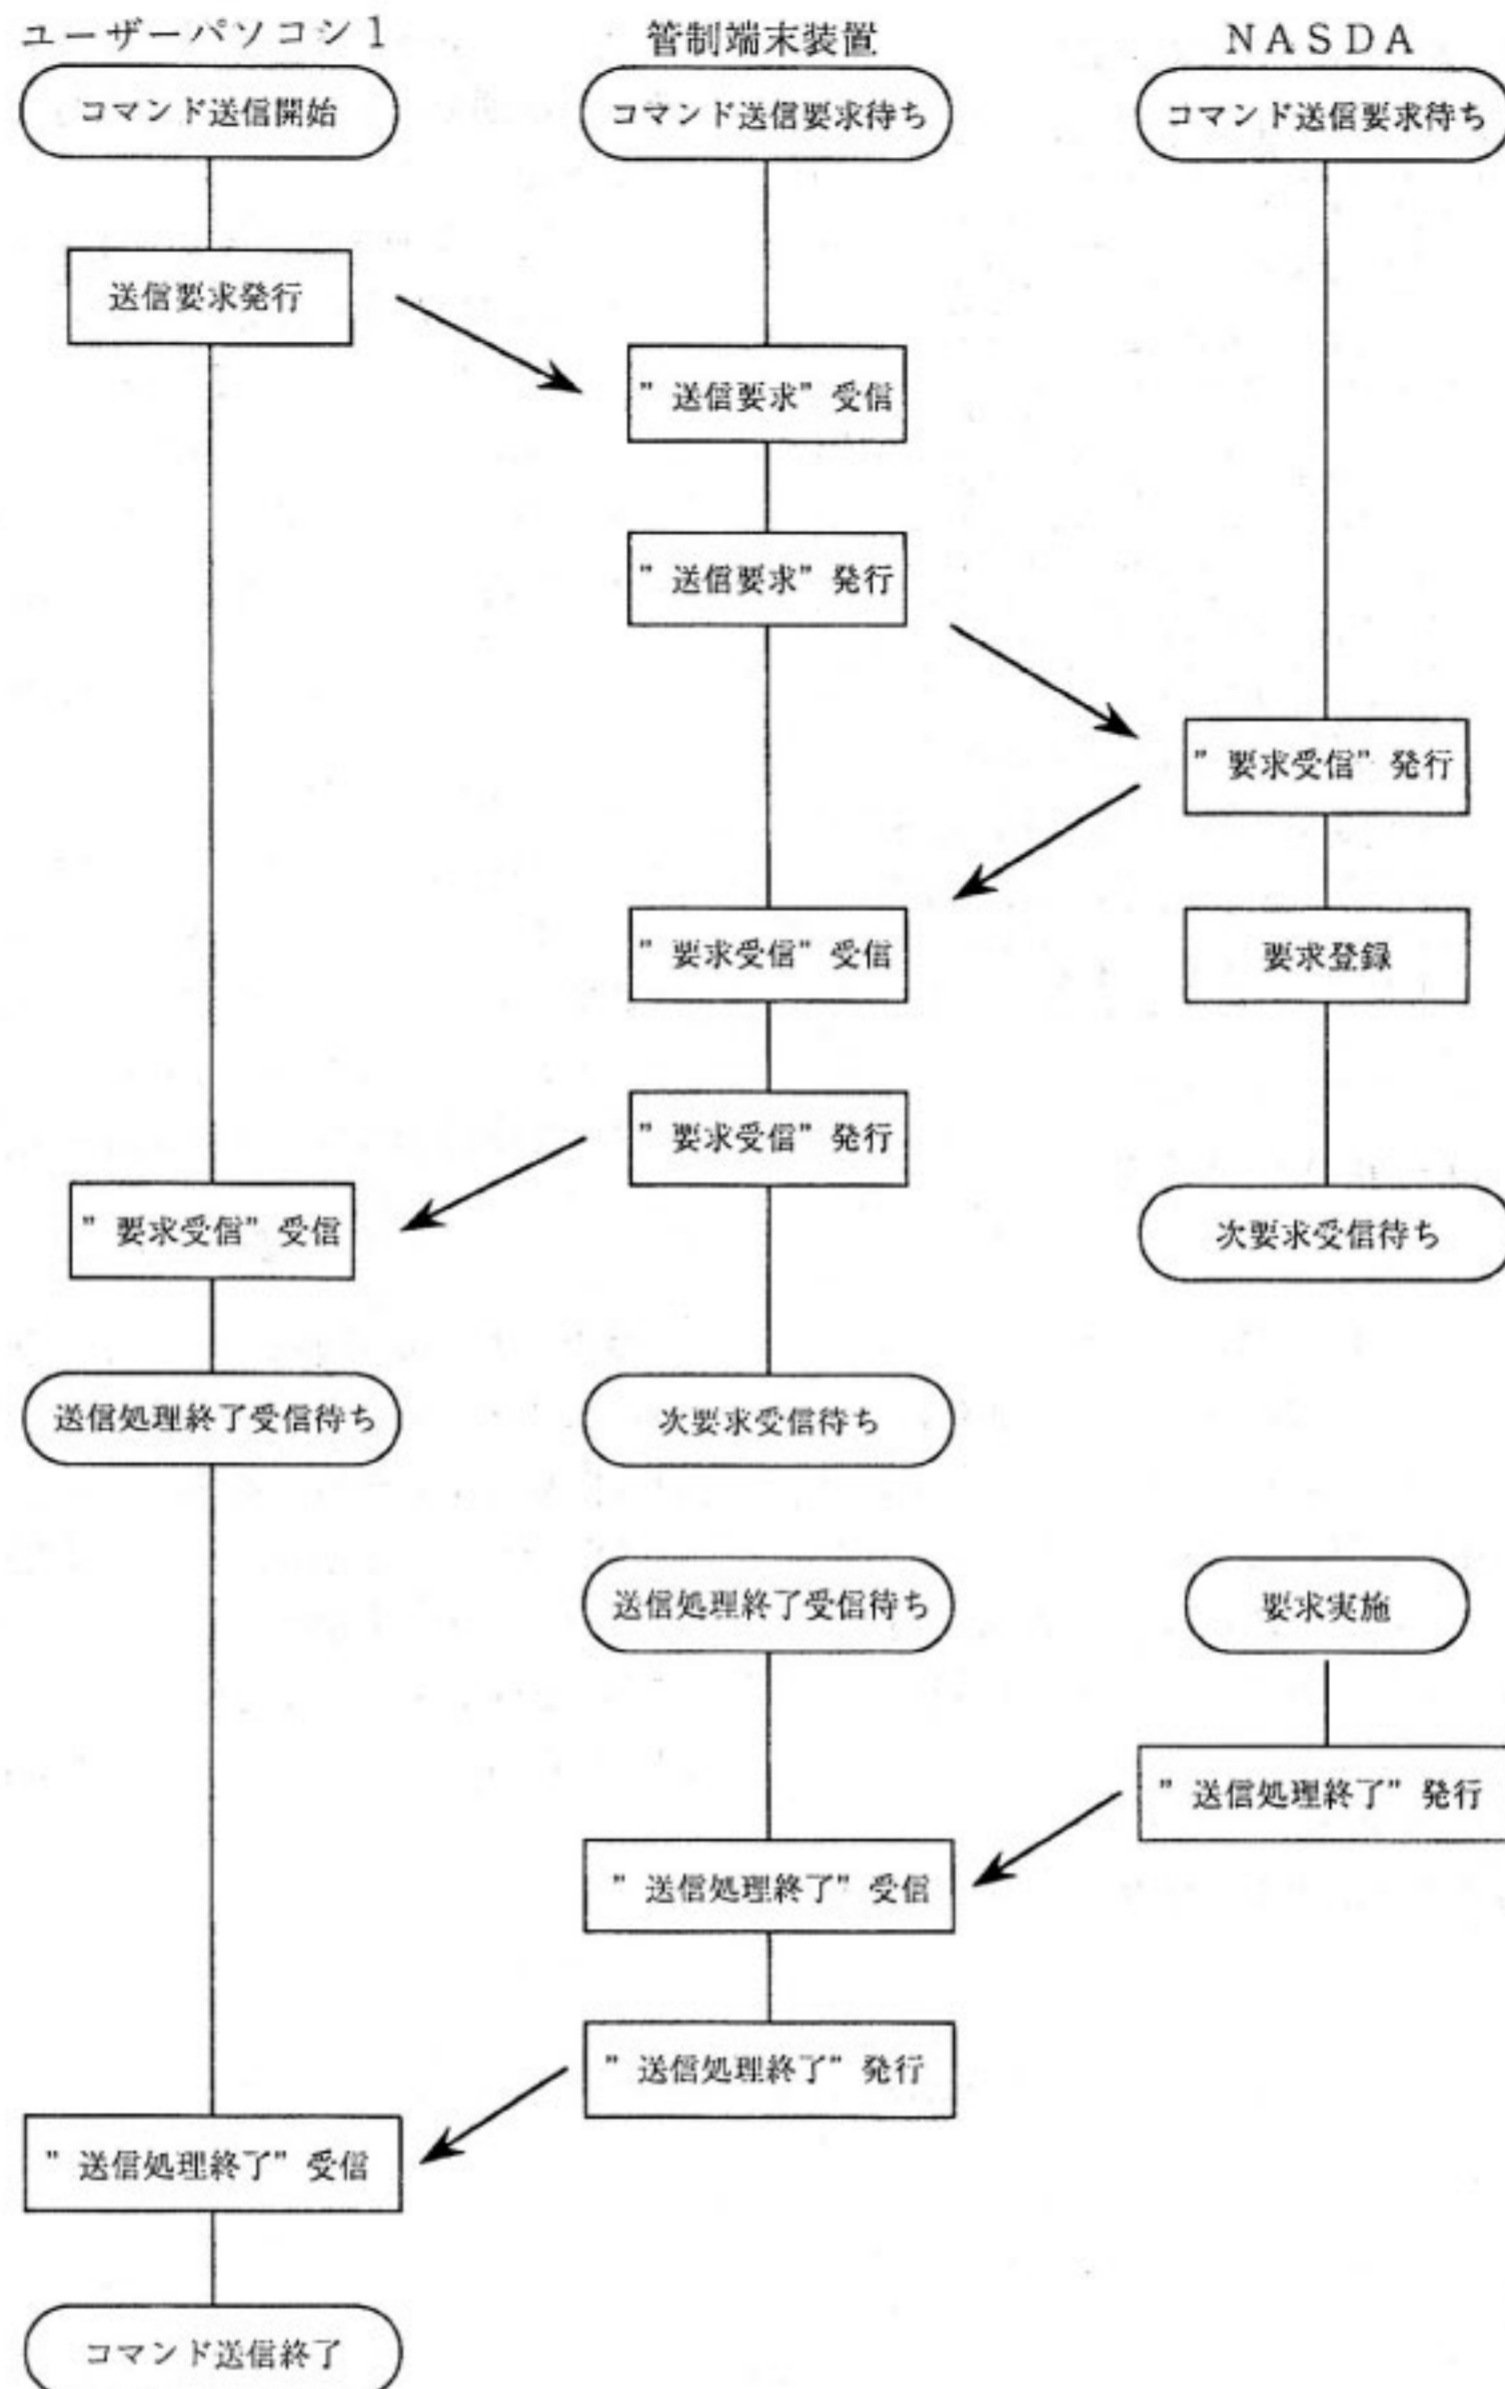 ユーザーパソコン1
管制端末装置
NASDA
コマンド送信開始
コマンド送信要求待ち
コマンド送信要求待ち
送信要求発行
”送信要求”受信
”送信要求”発行
”要求受信”発行
”要求受信”受信
要求登録
”要求受信”発行
”要求受信”受信
次要求受信待ち
送信処理終了受信待ち
次要求受信待ち
送信処理終了受信待ち
要求実施
”送信処理終了”発行
”送信処理終了”受信
”送信処理終了”発行
”送信処理終了”受信
コマンド送信終了